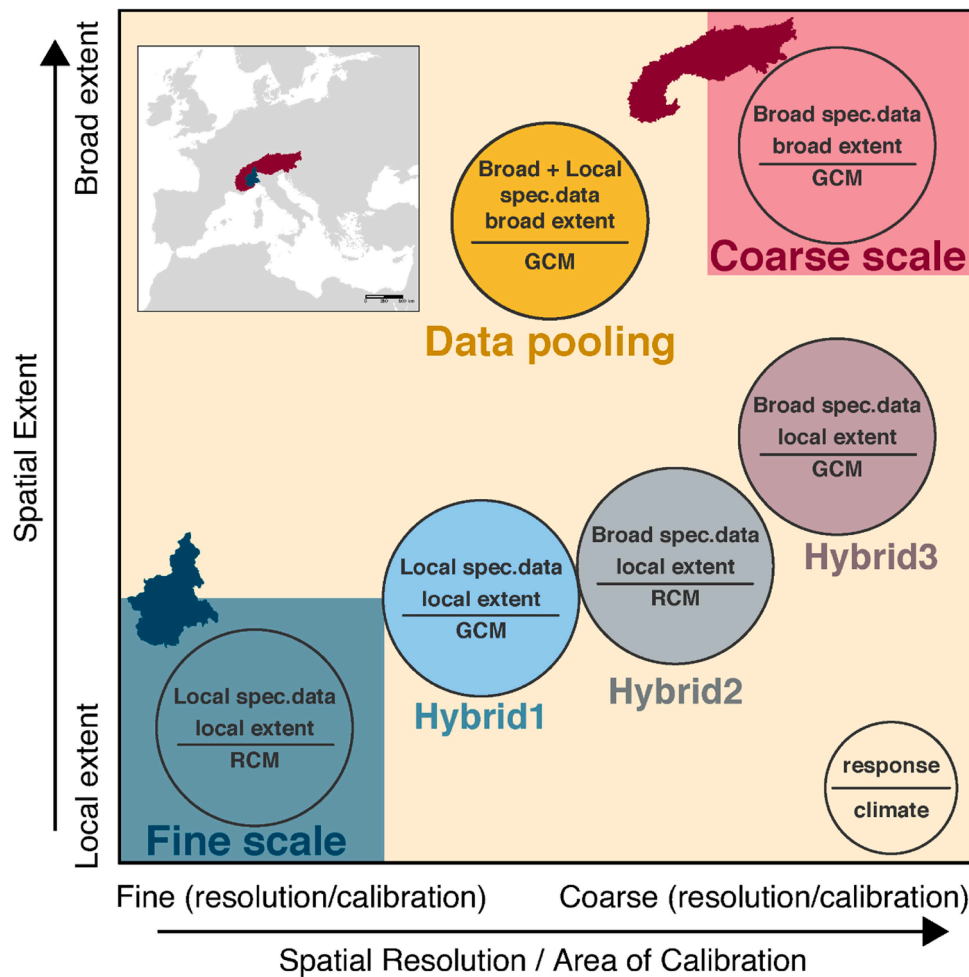 Broad extent
Spatial Extent
Local extent
Broad + Local
spec.data
broad extent
GCM
Data pooling
Broad spec.data
broad extent
GCM
Coarse scale
Broad spec.data
local extent
GCM
Hybrid3
Broad spec.data
local extent
RCM
Hybrid2
Local spec.data
local extent
GCM
Hybrid1
Local spec.data
local extent
RCM
Fine scale
response
climate
Fine (resolution/calibration)
Coarse (resolution/calibration)
Spatial Resolution / Area of Calibration